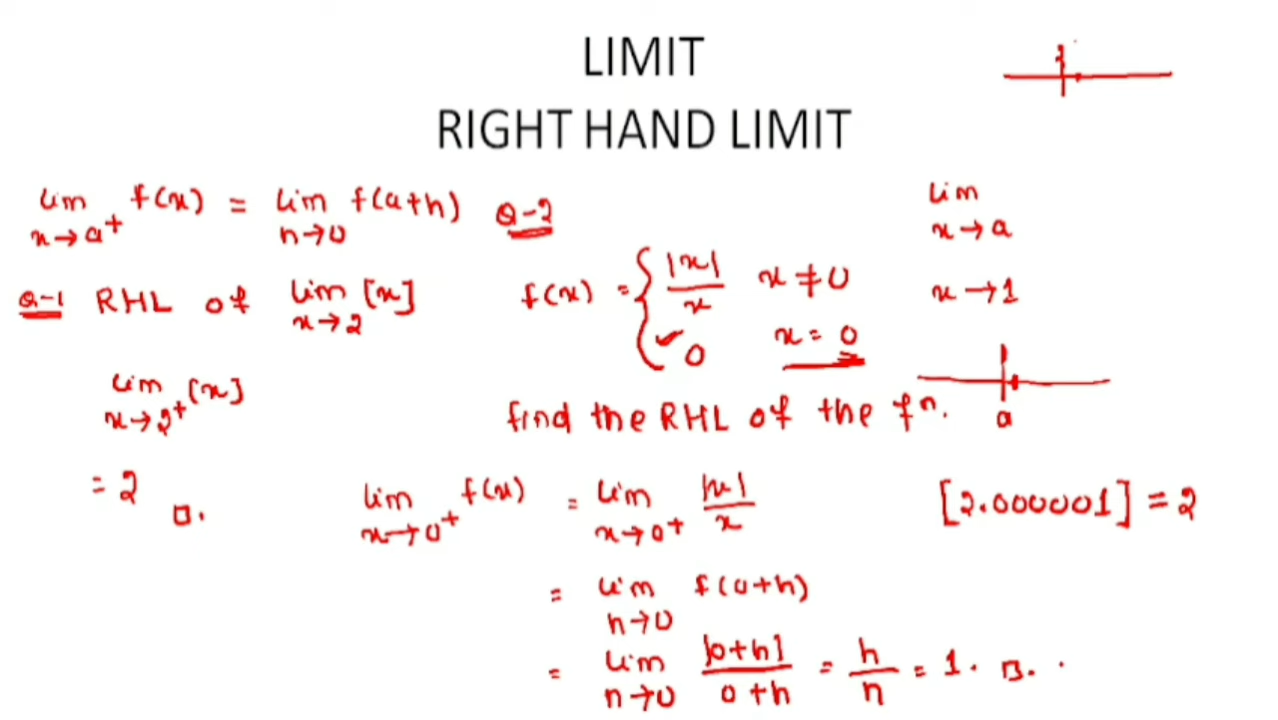 LIMIT
RIGHT HAND LIMIT
lim x→a⁺ f(x) = lim h→0 f(a+h)
Q-1 RHL of lim x→2 [x]
lim x→2⁺ [x]
= 2
Q-2
f(x) = { |x|/x x ≠ 0
0 x = 0
find the RHL of the fⁿ.
lim x→0⁺ f(x) = lim x→0⁺ |x|/x
= lim h→0 f(0+h)
= lim h→0 |0+h|/0+h = h/h = 1.
lim x→a
x→1
a
[2.000001] = 2